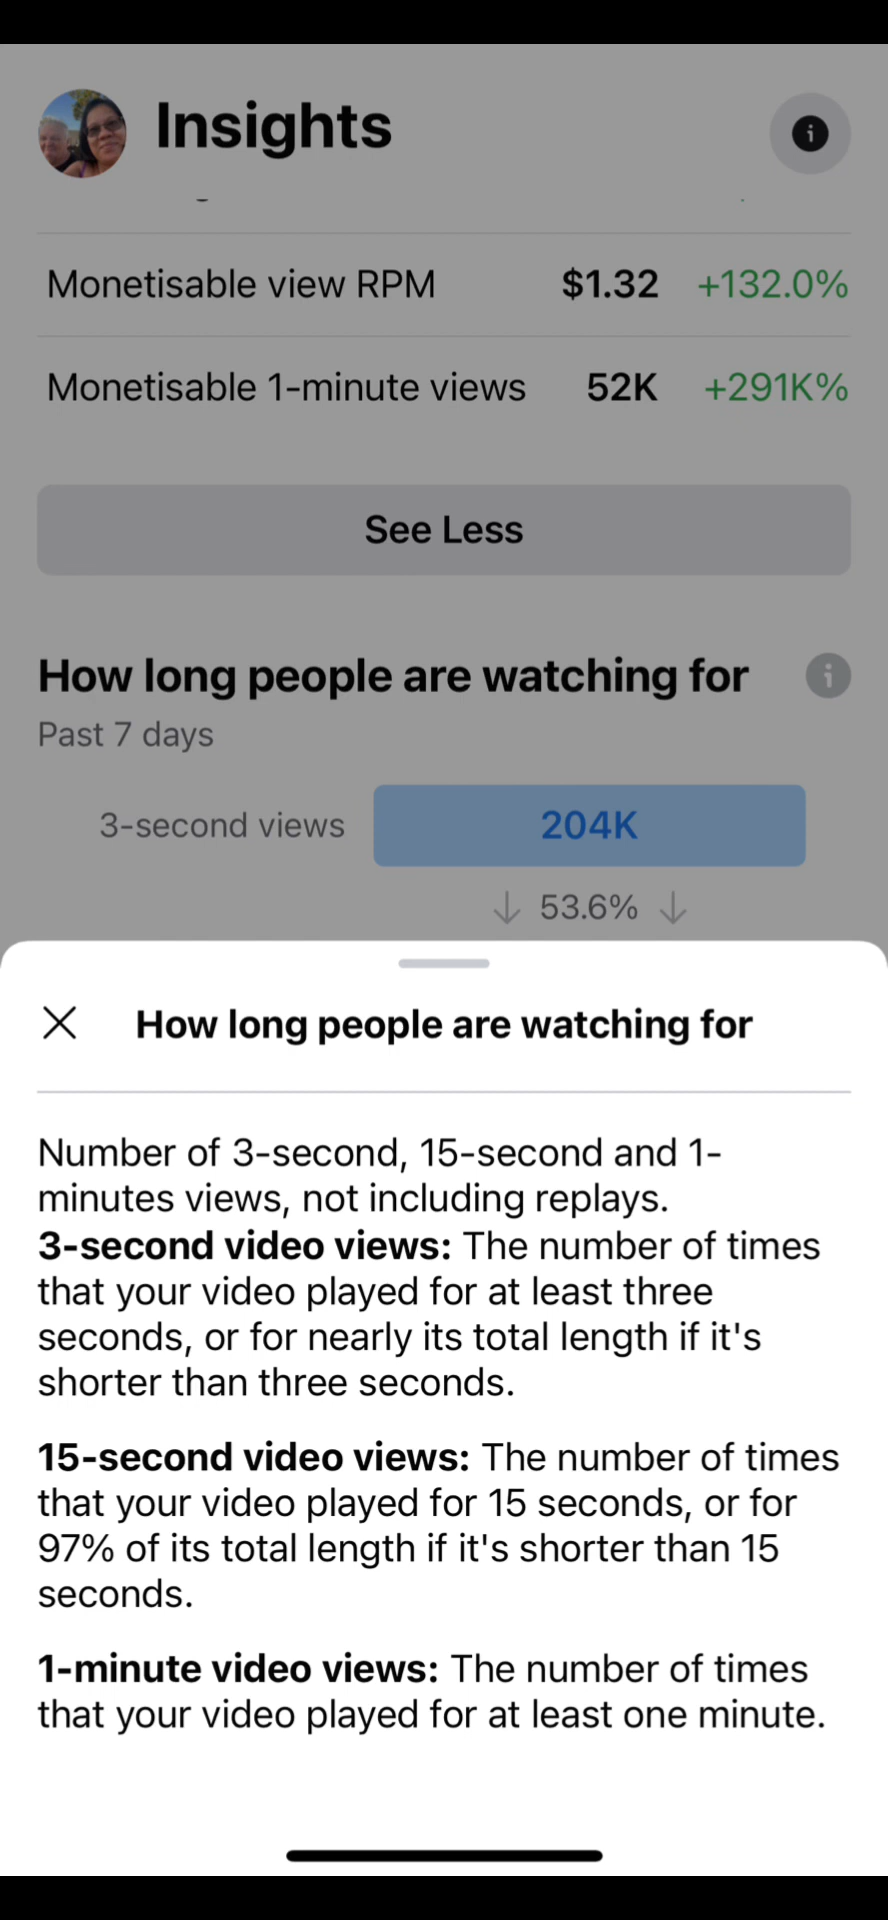 Insights
Monetisable view RPM $1.32 +132.0%
Monetisable 1-minute views 52K +291K%
See Less
How long people are watching for
Past 7 days
3-second views 204K
↓ 53.6% ↓
How long people are watching for
Number of 3-second, 15-second and 1-
minutes views, not including replays.
3-second video views: The number of times
that your video played for at least three
seconds, or for nearly its total length if it's
shorter than three seconds.
15-second video views: The number of times
that your video played for 15 seconds, or for
97% of its total length if it's shorter than 15
seconds.
1-minute video views: The number of times
that your video played for at least one minute.